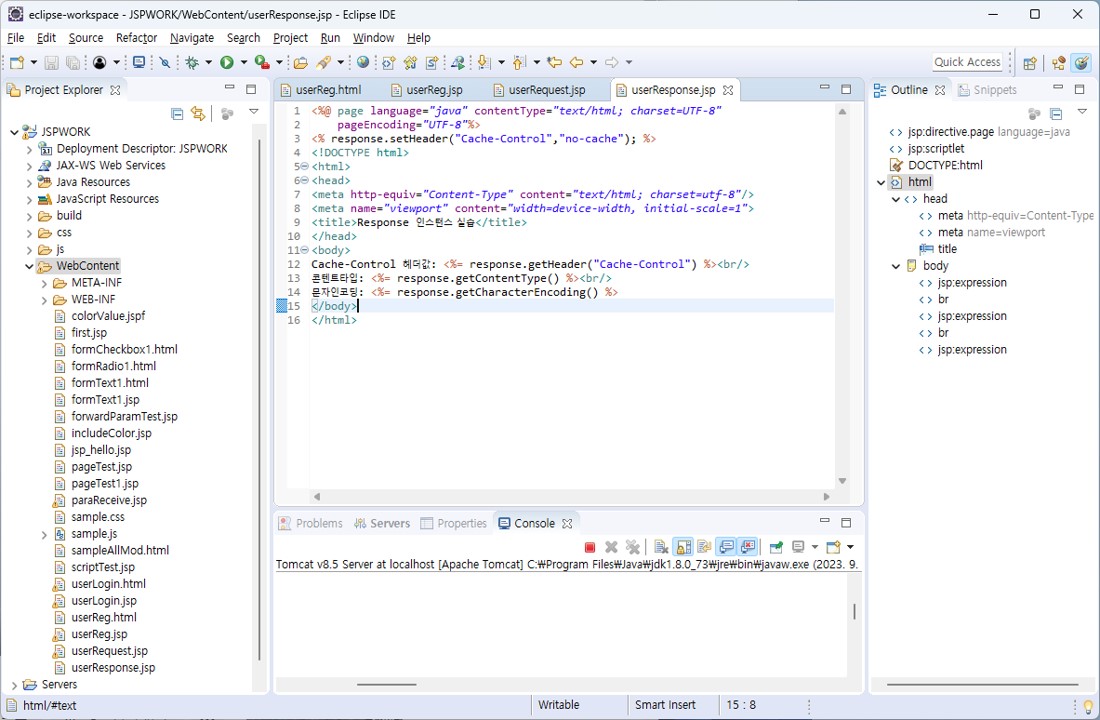 eclipse-workspace - JSPWORK/WebContent/userResponse.jsp - Eclipse IDE
File Edit Source Refactor Navigate Search Project Run Window Help
Quick Access
Project Explorer
JSPWORK
Deployment Descriptor: JSPWORK
JAX-WS Web Services
Java Resources
JavaScript Resources
build
css
js
WebContent
META-INF
WEB-INF
colorValue.jspf
first.jsp
formCheckbox1.html
formRadio1.html
formText1.html
formText1.jsp
forwardParamTest.jsp
includeColor.jsp
jsp_hello.jsp
pageTest.jsp
pageTest1.jsp
paraReceive.jsp
sample.css
sample.js
sampleAllMod.html
scriptTest.jsp
userLogin.html
userLogin.jsp
userReg.html
userReg.jsp
userRequest.jsp
userResponse.jsp
Servers
userReg.html userReg.jsp userRequest.jsp userResponse.jsp
1 <%@ page language="java" contentType="text/html; charset=UTF-8"
2 pageEncoding="UTF-8"%>
3 <% response.setHeader("Cache-Control","no-cache"); %>
4 <!DOCTYPE html>
5 <html>
6 <head>
7 <meta http-equiv="Content-Type" content="text/html; charset=utf-8"/>
8 <meta name="viewport" content="width=device-width, initial-scale=1">
9 <title>Response 인스턴스 실습</title>
10 </head>
11 <body>
12 Cache-Control 헤더값: <%= response.getHeader("Cache-Control") %><br/>
13 콘텐트타입: <%= response.getContentType() %><br/>
14 문자인코딩: <%= response.getCharacterEncoding() %>
15 </body>
16 </html>
Problems Servers Properties Console
Tomcat v8.5 Server at localhost [Apache Tomcat] C:₩Program Files₩Java₩jdk1.8.0_73₩jre₩bin₩javaw.exe (2023. 9.
Outline Snippets
jsp:directive.page language=java
jsp:scriptlet
DOCTYPE:html
html
head
meta http-equiv=Content-Type
meta name=viewport
title
body
jsp:expression
br
jsp:expression
br
jsp:expression
html/#text Writable Smart Insert 15 : 8